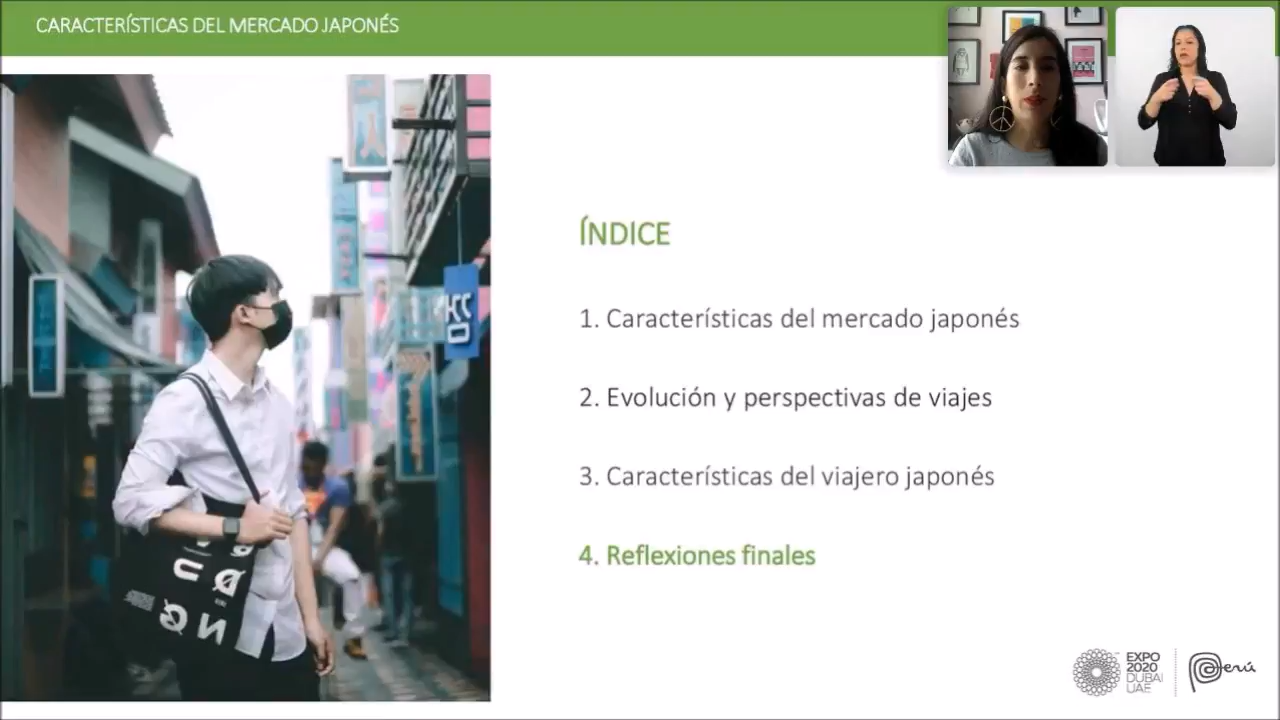 CARACTERÍSTICAS DEL MERCADO JAPONÉS
ÍNDICE
1. Características del mercado japonés
2. Evolución y perspectivas de viajes
3. Características del viajero japonés
4. Reflexiones finales
EXPO
2020
DUBAI
UAE
Perú